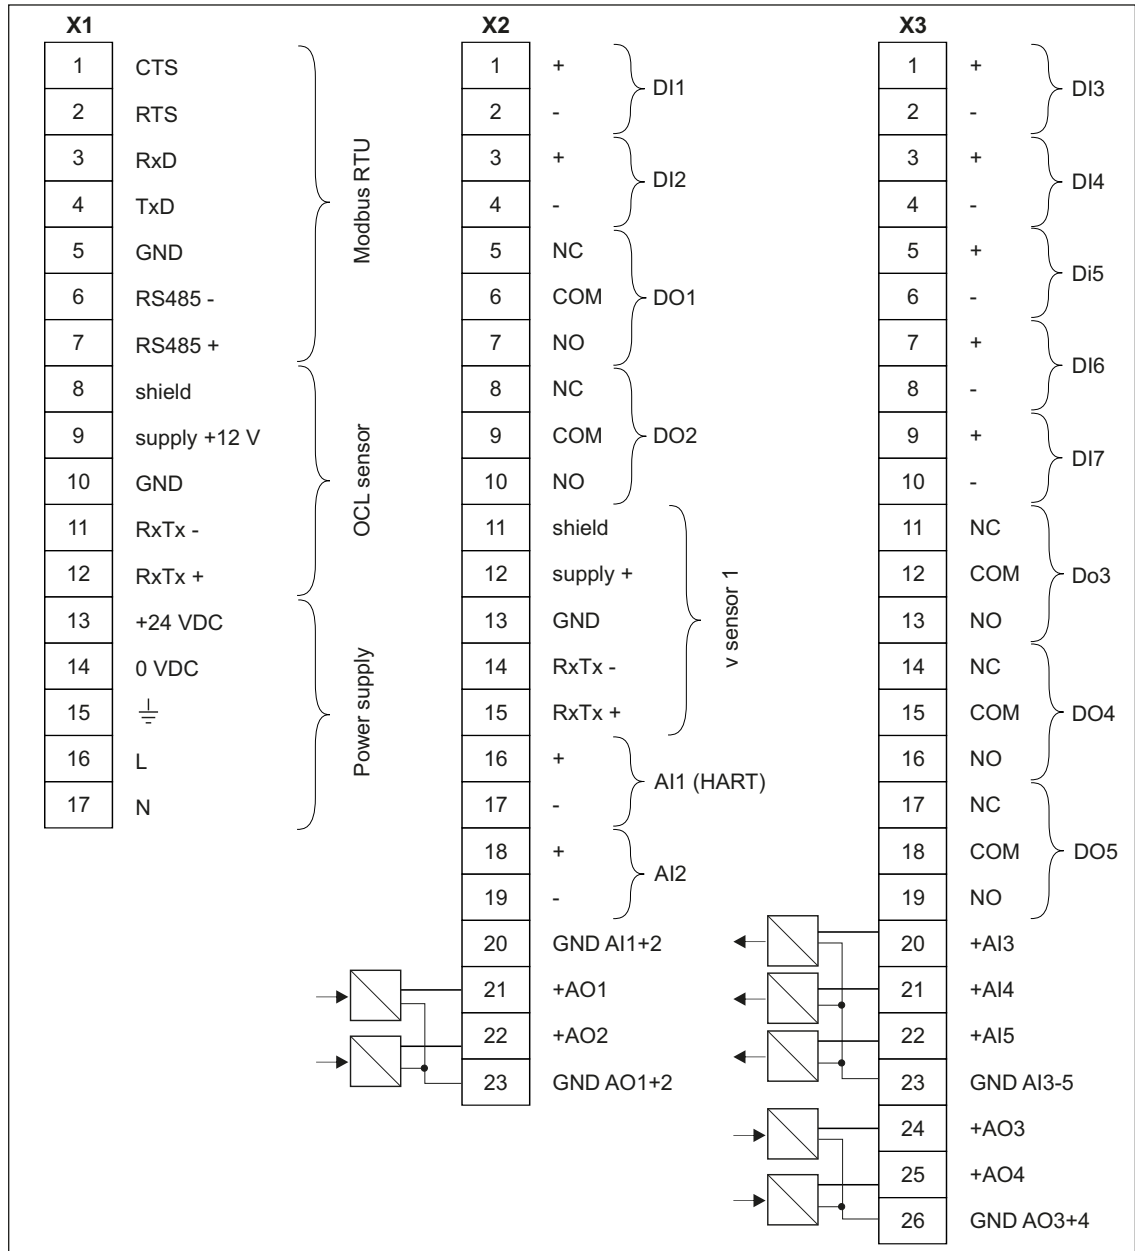 X1
1 CTS
2 RTS
3 RxD
4 TxD
5 GND
6 RS485 -
7 RS485 +
Modbus RTU
8 shield
9 supply +12 V
10 GND
11 RxTx -
12 RxTx +
OCL sensor
13 +24 VDC
14 0 VDC
15
16 L
17 N
Power supply
X2
1 +
2 -
DI1
3 +
4 -
DI2
5 NC
6 COM
7 NO
DO1
8 NC
9 COM
10 NO
DO2
11 shield
12 supply +
13 GND
14 RxTx -
15 RxTx +
v sensor 1
16 +
17 -
AI1 (HART)
18 +
19 -
AI2
20 GND AI1+2
21 +AO1
22 +AO2
23 GND AO1+2
X3
1 +
2 -
DI3
3 +
4 -
DI4
5 +
6 -
Di5
7 +
8 -
DI6
9 +
10 -
DI7
11 NC
12 COM
13 NO
Do3
14 NC
15 COM
16 NO
DO4
17 NC
18 COM
19 NO
DO5
20 +AI3
21 +AI4
22 +AI5
23 GND AI3-5
24 +AO3
25 +AO4
26 GND AO3+4